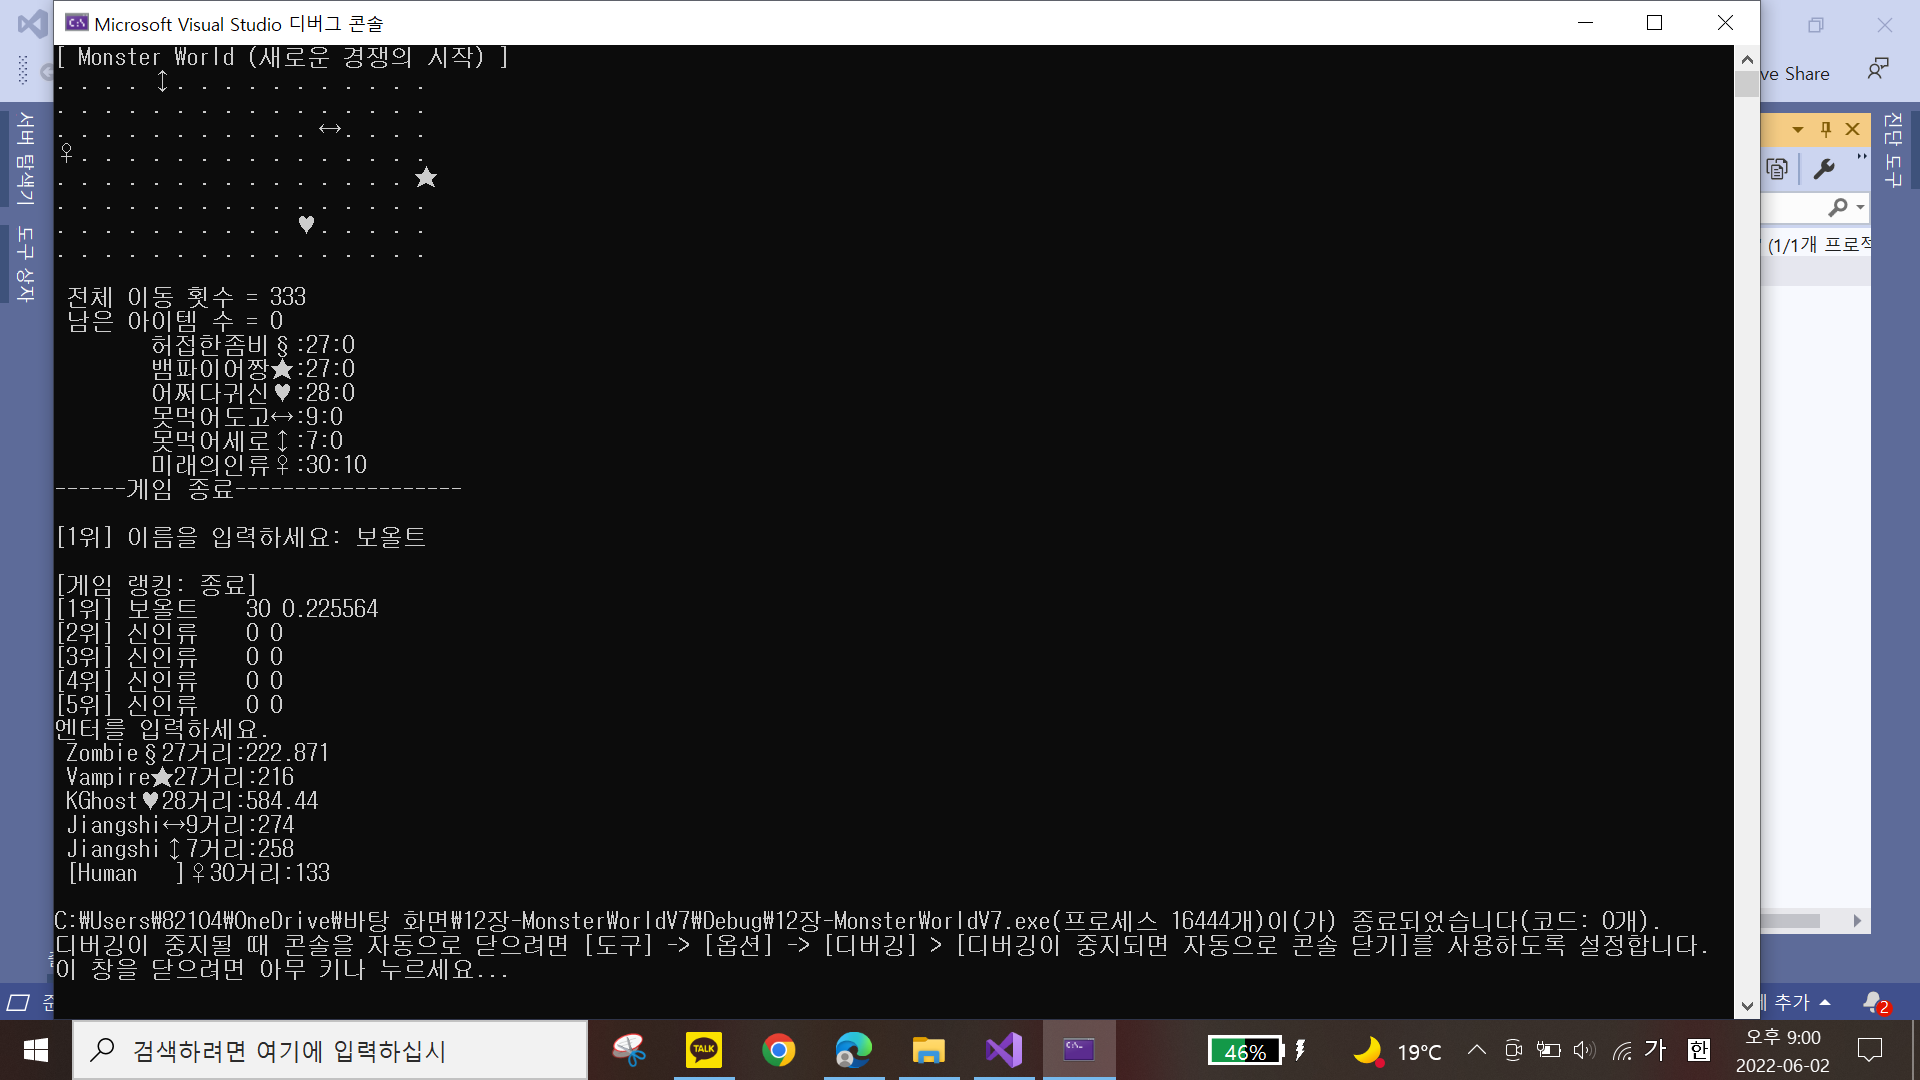 Microsoft Visual Studio 디버그 콘솔
[ Monster World (새로운 경쟁의 시작) ]
. . . . ↕. . . . . . . . . . .
. . . . . . . . . . . . . . . .
. . . . . . . . . . . ↔. . . .
♀. . . . . . . . . . . . . . .
. . . . . . . . . . . . . . . ★
. . . . . . . . . . . . . . . .
. . . . . . . . . . ♥. . . . .
. . . . . . . . . . . . . . . .
전체 이동 횟수 = 333
남은 아이템 수 = 0
허접한좀비§:27:0
뱀파이어짱★:27:0
어쩌다귀신♥:28:0
못먹어도고↔:9:0
못먹어세로↕:7:0
미래의인류♀:30:10
------게임 종료-------------------
[1위] 이름을 입력하세요: 보올트
[게임 랭킹: 종료]
[1위] 보올트    30 0.225564
[2위] 신인류    0 0
[3위] 신인류    0 0
[4위] 신인류    0 0
[5위] 신인류    0 0
엔터를 입력하세요.
Zombie§27거리:222.871
Vampire★27거리:216
KGhost♥28거리:584.44
Jiangshi↔9거리:274
Jiangshi↕7거리:258
[Human   ]♀30거리:133
C:₩Users₩82104₩OneDrive₩바탕 화면₩12장-MonsterWorldV7₩Debug₩12장-MonsterWorldV7.exe(프로세스 16444개)이(가) 종료되었습니다(코드: 0개).
디버깅이 중지될 때 콘솔을 자동으로 닫으려면 [도구] -> [옵션] -> [디버깅] > [디버깅이 중지되면 자동으로 콘솔 닫기]를 사용하도록 설정합니다.
이 창을 닫으려면 아무 키나 누르세요...
서버 탐색기
도구 상자
Share
진단 도구
(1/1개
추가
2
검색하려면 여기에 입력하십시
TALK
46%
19°C
가
한
오후 9:00
2022-06-02